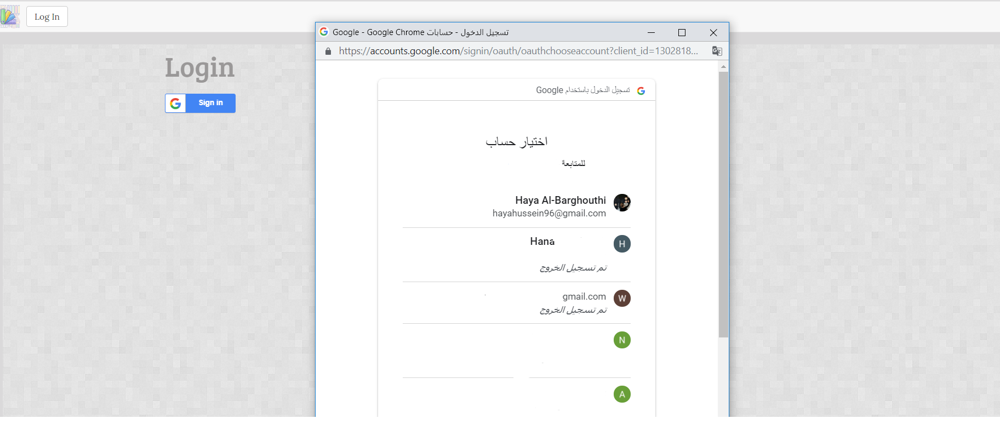 Log In
Login
Sign in
تسجيل الدخول - حسابات Google - Google Chrome
https://accounts.google.com/signin/oauth/oauthchooseaccount?client_id=1302818...
تسجيل الدخول باستخدام Google
اختيار حساب
للمتابعة
Haya Al-Barghouthi
hayahussein96@gmail.com
H
Hana
تم تسجيل الخروج
W
gmail.com
تم تسجيل الخروج
N
A